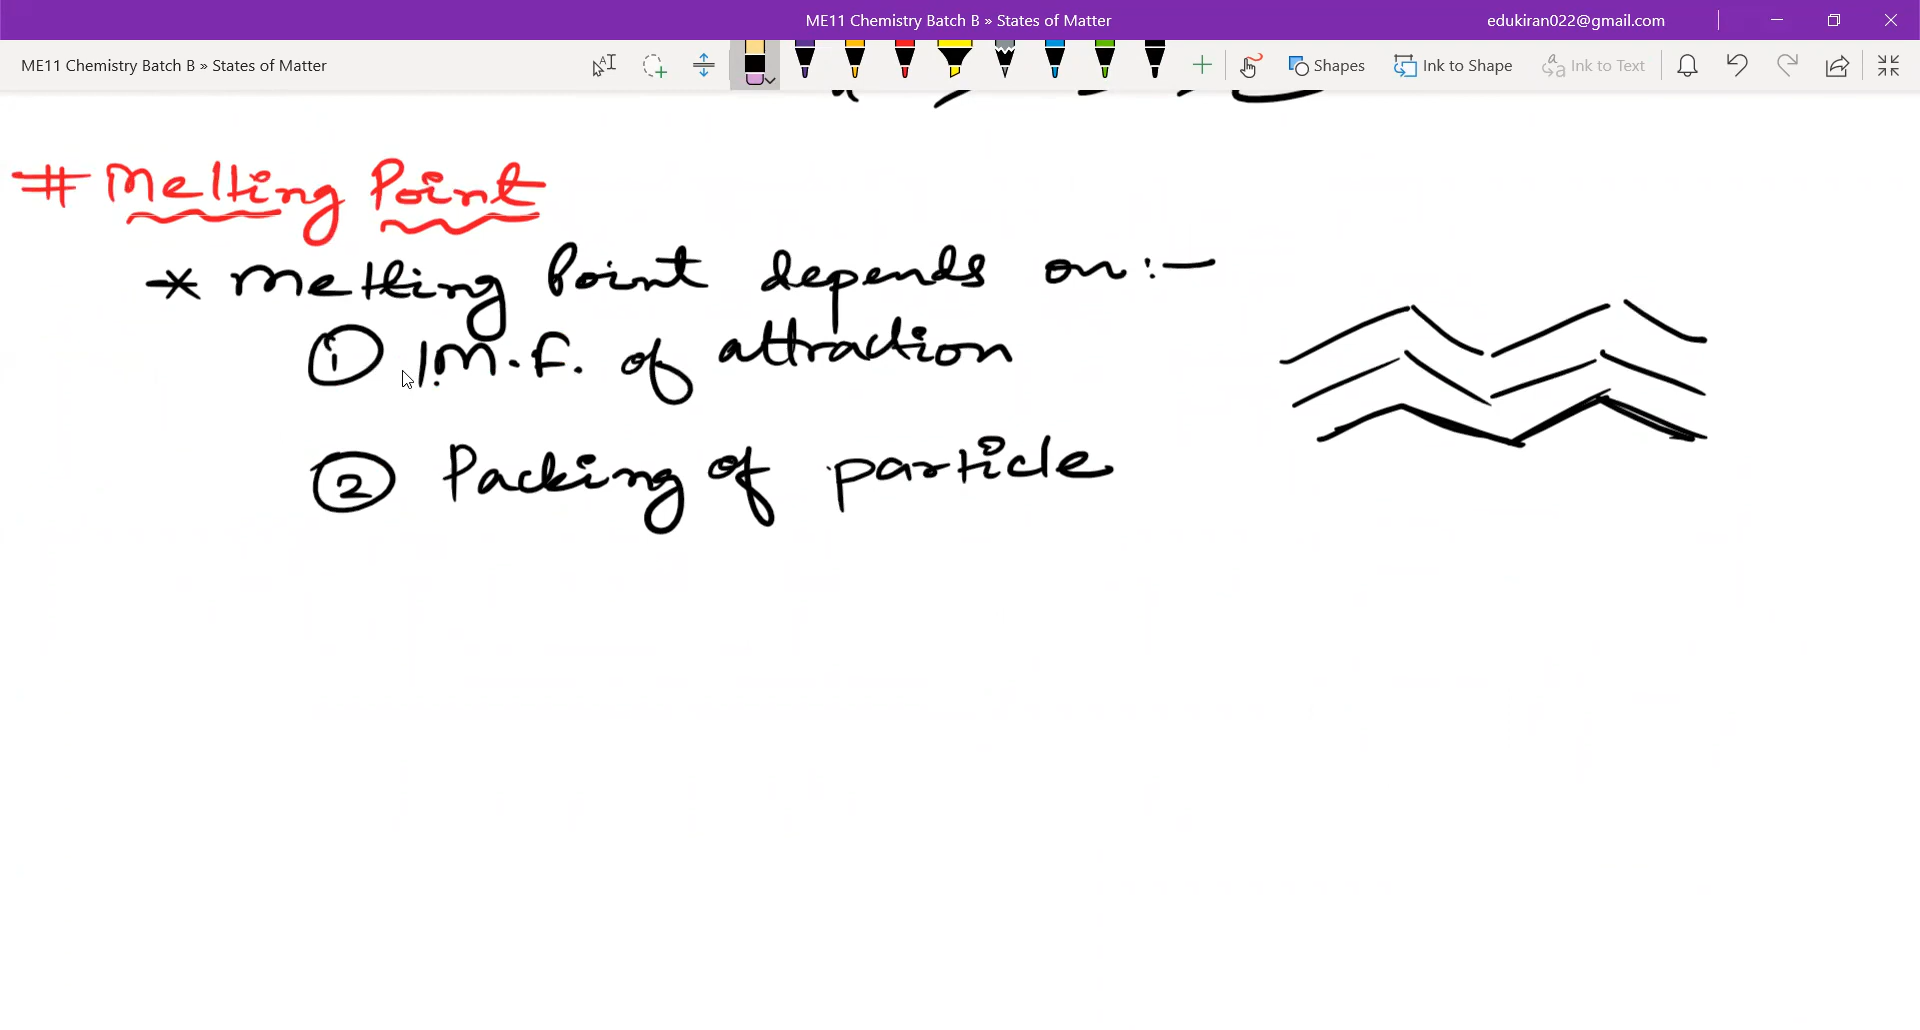 ME11 Chemistry Batch B » States of Matter
edukiran022@gmail.com
ME11 Chemistry Batch B » States of Matter
Shapes
Ink to Shape
Ink to Text
# Melting Point
* Melting Point depends on :-
① I.M.F. of attraction
② Packing of particle